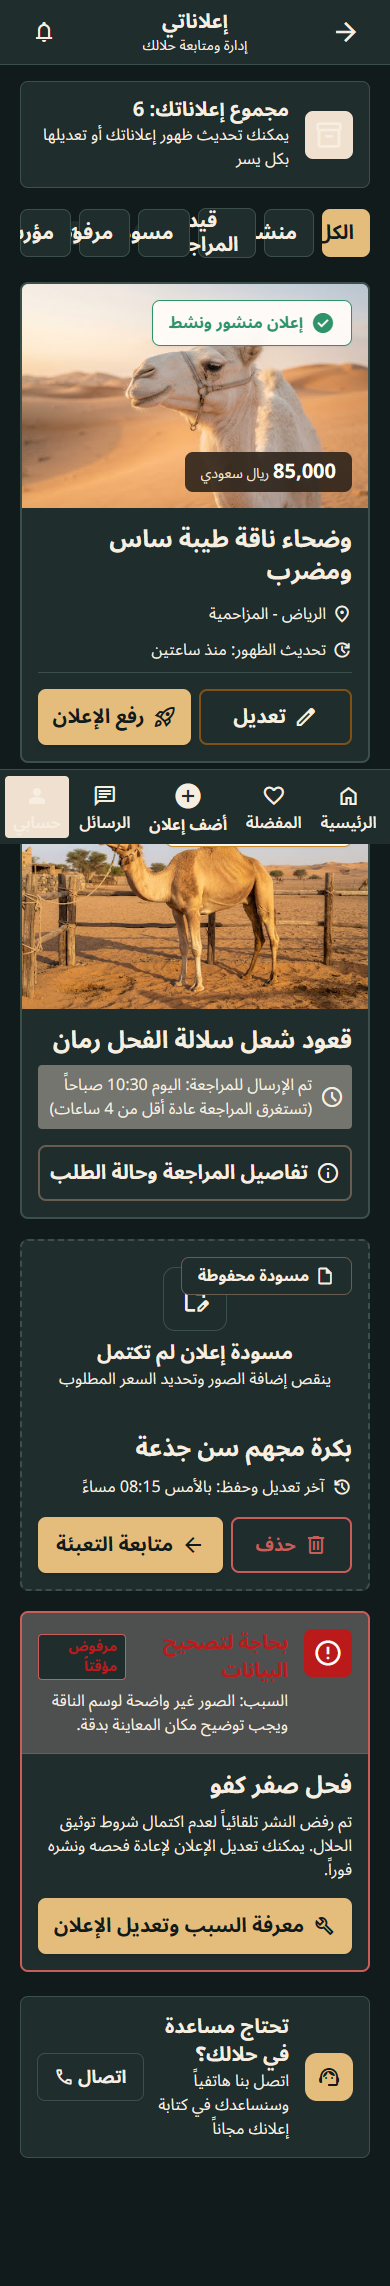 إعلاناتي
إدارة ومتابعة حلالك
مجموع إعلاناتك: 6
يمكنك تحديث ظهور إعلاناتك أو تعديلها
بكل يسر
الكل
قيد
إعلان منشور ونشط
85,000 ريال سعودي
وضحاء ناقة طيبة ساس
ومضرب
الرياض - المزاحمية
تحديث الظهور: منذ ساعتين
تعديل
رفع الإعلان
الرئيسية
المفضلة
أضف إعلان
الرسائل
حسابي
قعود شعل سلالة الفحل رمان
تم الإرسال للمراجعة: اليوم 10:30 صباحاً
(تستغرق المراجعة عادة أقل من 4 ساعات)
تفاصيل المراجعة وحالة الطلب
مسودة محفوظة
مسودة إعلان لم تكتمل
ينقص إضافة الصور وتحديد السعر المطلوب
بكرة مجهم سن جذعة
آخر تعديل وحفظ: بالأمس 08:15 مساءً
حذف
متابعة التعبئة
بحاجة لتصحيح
البيانات
مرفوض
مؤقتاً
السبب: الصور غير واضحة لوسم الناقة
ويجب توضيح مكان المعاينة بدقة.
فحل صفر كفو
تم رفض النشر تلقائياً لعدم اكتمال شروط توثيق
الحلال. يمكنك تعديل الإعلان لإعادة فحصه ونشره
فوراً.
معرفة السبب وتعديل الإعلان
تحتاج مساعدة
في حلالك؟
اتصل بنا هاتفياً
وسنساعدك في كتابة
إعلانك مجاناً
اتصال